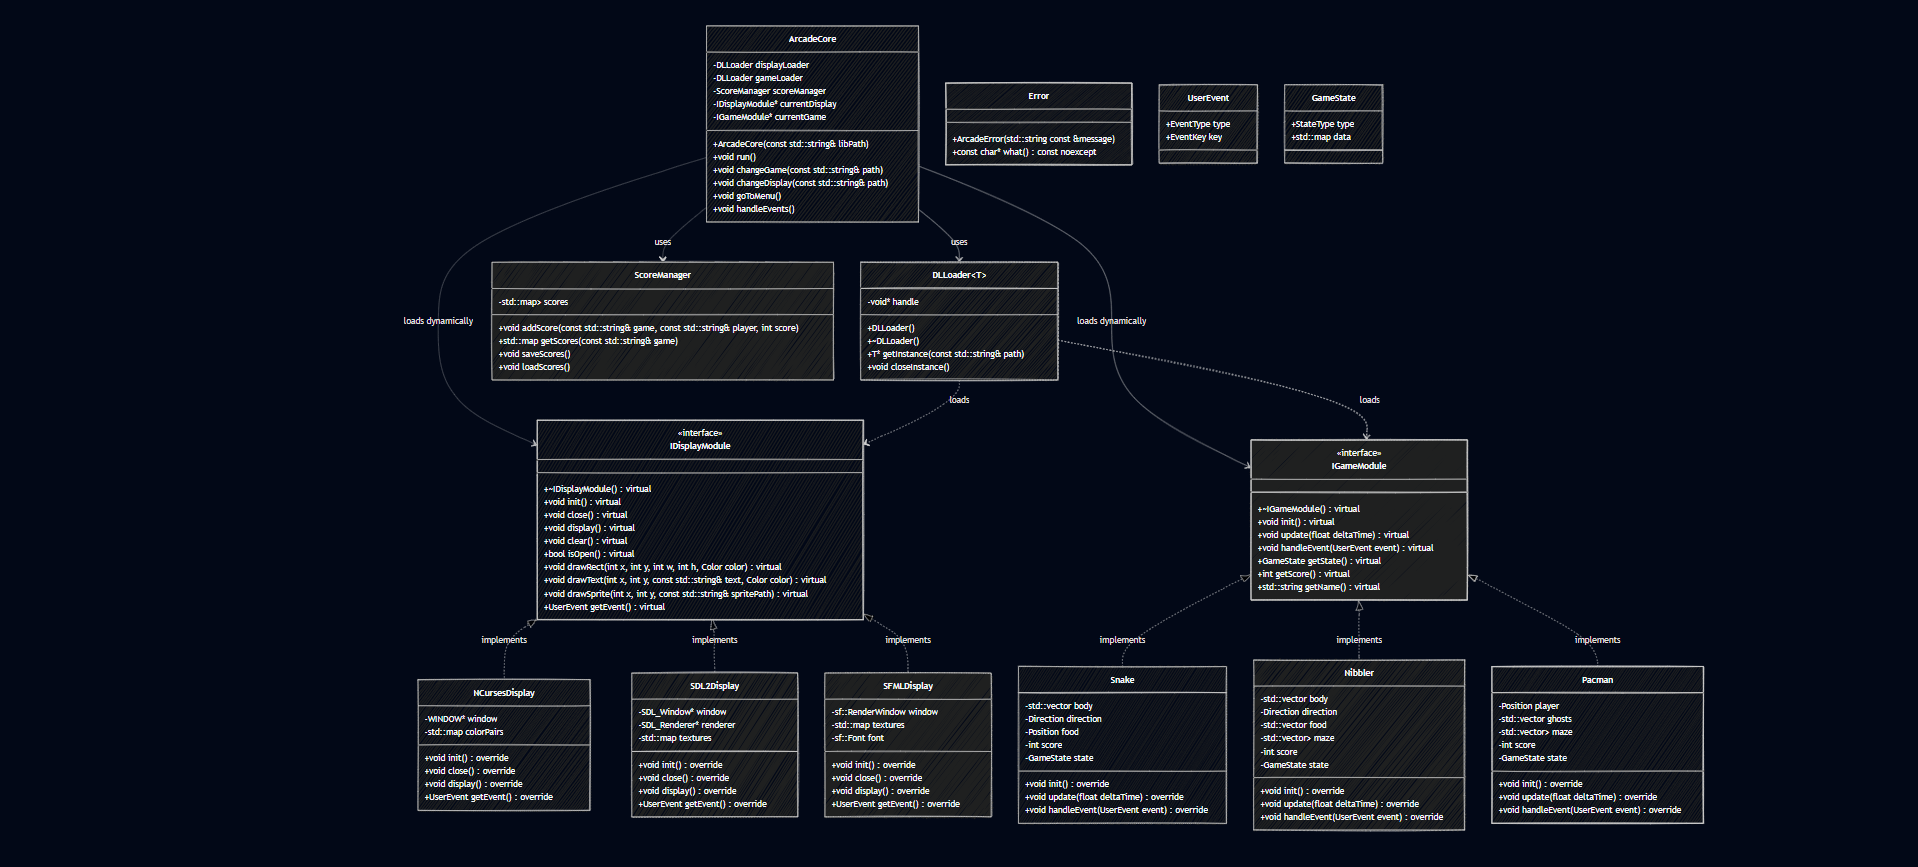 ArcadeCore
-DLLoader displayLoader
-DLLoader gameLoader
-ScoreManager scoreManager
-IDisplayModule* currentDisplay
-IGameModule* currentGame
+ArcadeCore(const std::string& libPath)
+void run()
+void changeGame(const std::string& path)
+void changeDisplay(const std::string& path)
+void goToMenu()
+void handleEvents()
Error
+ArcadeError(std::string const &message)
+const char* what() : const noexcept
UserEvent
+EventType type
+EventKey key
GameState
+StateType type
+std::map data
uses
uses
loads dynamically
loads dynamically
ScoreManager
-std::map> scores
+void addScore(const std::string& game, const std::string& player, int score)
+std::map getScores(const std::string& game)
+void saveScores()
+void loadScores()
DLLoader<T>
-void* handle
+DLLoader()
+~DLLoader()
+T* getInstance(const std::string& path)
+void closeInstance()
loads
loads
«interface»
IDisplayModule
+~IDisplayModule() : virtual
+void init() : virtual
+void close() : virtual
+void display() : virtual
+void clear() : virtual
+bool isOpen() : virtual
+void drawRect(int x, int y, int w, int h, Color color) : virtual
+void drawText(int x, int y, const std::string& text, Color color) : virtual
+void drawSprite(int x, int y, const std::string& spritePath) : virtual
+UserEvent getEvent() : virtual
«interface»
IGameModule
+~IGameModule() : virtual
+void init() : virtual
+void update(float deltaTime) : virtual
+void handleEvent(UserEvent event) : virtual
+GameState getState() : virtual
+int getScore() : virtual
+std::string getName() : virtual
implements
implements
implements
implements
implements
implements
NCursesDisplay
-WINDOW* window
-std::map colorPairs
+void init() : override
+void close() : override
+void display() : override
+UserEvent getEvent() : override
SDL2Display
-SDL_Window* window
-SDL_Renderer* renderer
-std::map textures
+void init() : override
+void close() : override
+void display() : override
+UserEvent getEvent() : override
SFMLDisplay
-sf::RenderWindow window
-std::map textures
-sf::Font font
+void init() : override
+void close() : override
+void display() : override
+UserEvent getEvent() : override
Snake
-std::vector body
-Direction direction
-Position food
-int score
-GameState state
+void init() : override
+void update(float deltaTime) : override
+void handleEvent(UserEvent event) : override
Nibbler
-std::vector body
-Direction direction
-std::vector food
-std::vector> maze
-int score
-GameState state
+void init() : override
+void update(float deltaTime) : override
+void handleEvent(UserEvent event) : override
Pacman
-Position player
-std::vector ghosts
-std::vector> maze
-int score
-GameState state
+void init() : override
+void update(float deltaTime) : override
+void handleEvent(UserEvent event) : override